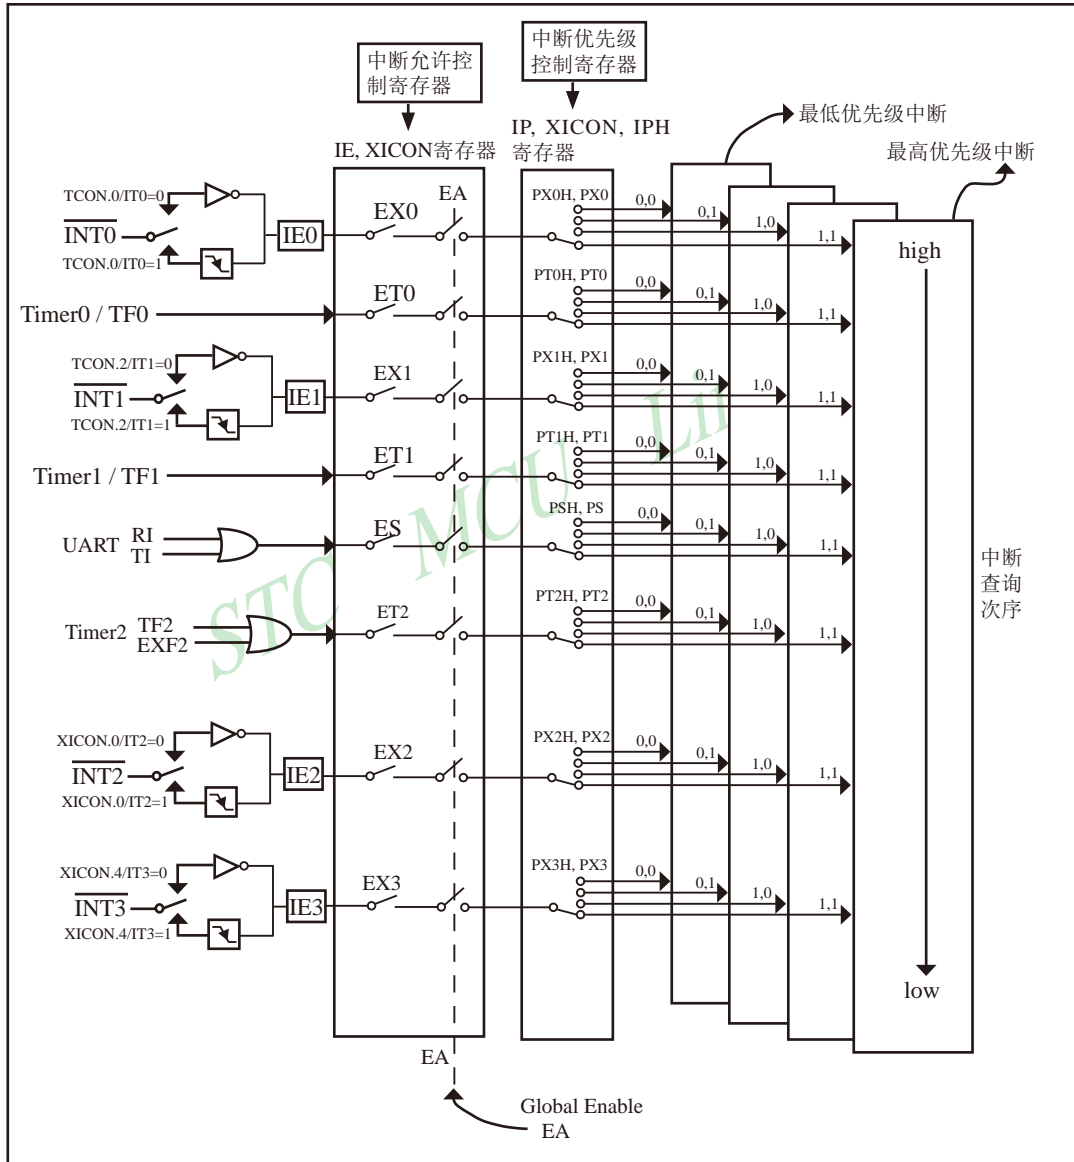 中断允许控
制寄存器
中断优先级
控制寄存器
最低优先级中断
最高优先级中断
IE, XICON寄存器
IP, XICON, IPH
寄存器
TCON.0/IT0=0
INT0
TCON.0/IT0=1
IE0
EX0
EA
PX0H, PX0
0,0
0,1
1,0
1,1
high
Timer0 / TF0
ET0
PT0H, PT0
0,0
0,1
1,0
1,1
TCON.2/IT1=0
INT1
TCON.2/IT1=1
IE1
EX1
PX1H, PX1
0,0
0,1
1,0
1,1
Timer1 / TF1
ET1
PT1H, PT1
0,0
0,1
1,0
1,1
UART
RI
TI
ES
PSH, PS
0,0
0,1
1,0
1,1
中断
查询
次序
Timer2
TF2
EXF2
ET2
PT2H, PT2
0,0
0,1
1,0
1,1
STC MCU Lim
XICON.0/IT2=0
INT2
XICON.0/IT2=1
IE2
EX2
PX2H, PX2
0,0
0,1
1,0
1,1
XICON.4/IT3=0
INT3
XICON.4/IT3=1
IE3
EX3
PX3H, PX3
0,0
0,1
1,0
1,1
low
EA
Global Enable
EA